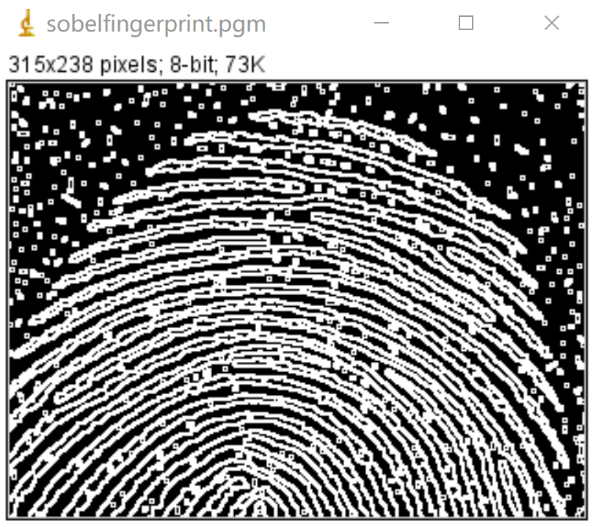 sobelfingerprint.pgm
315x238 pixels; 8-bit; 73K